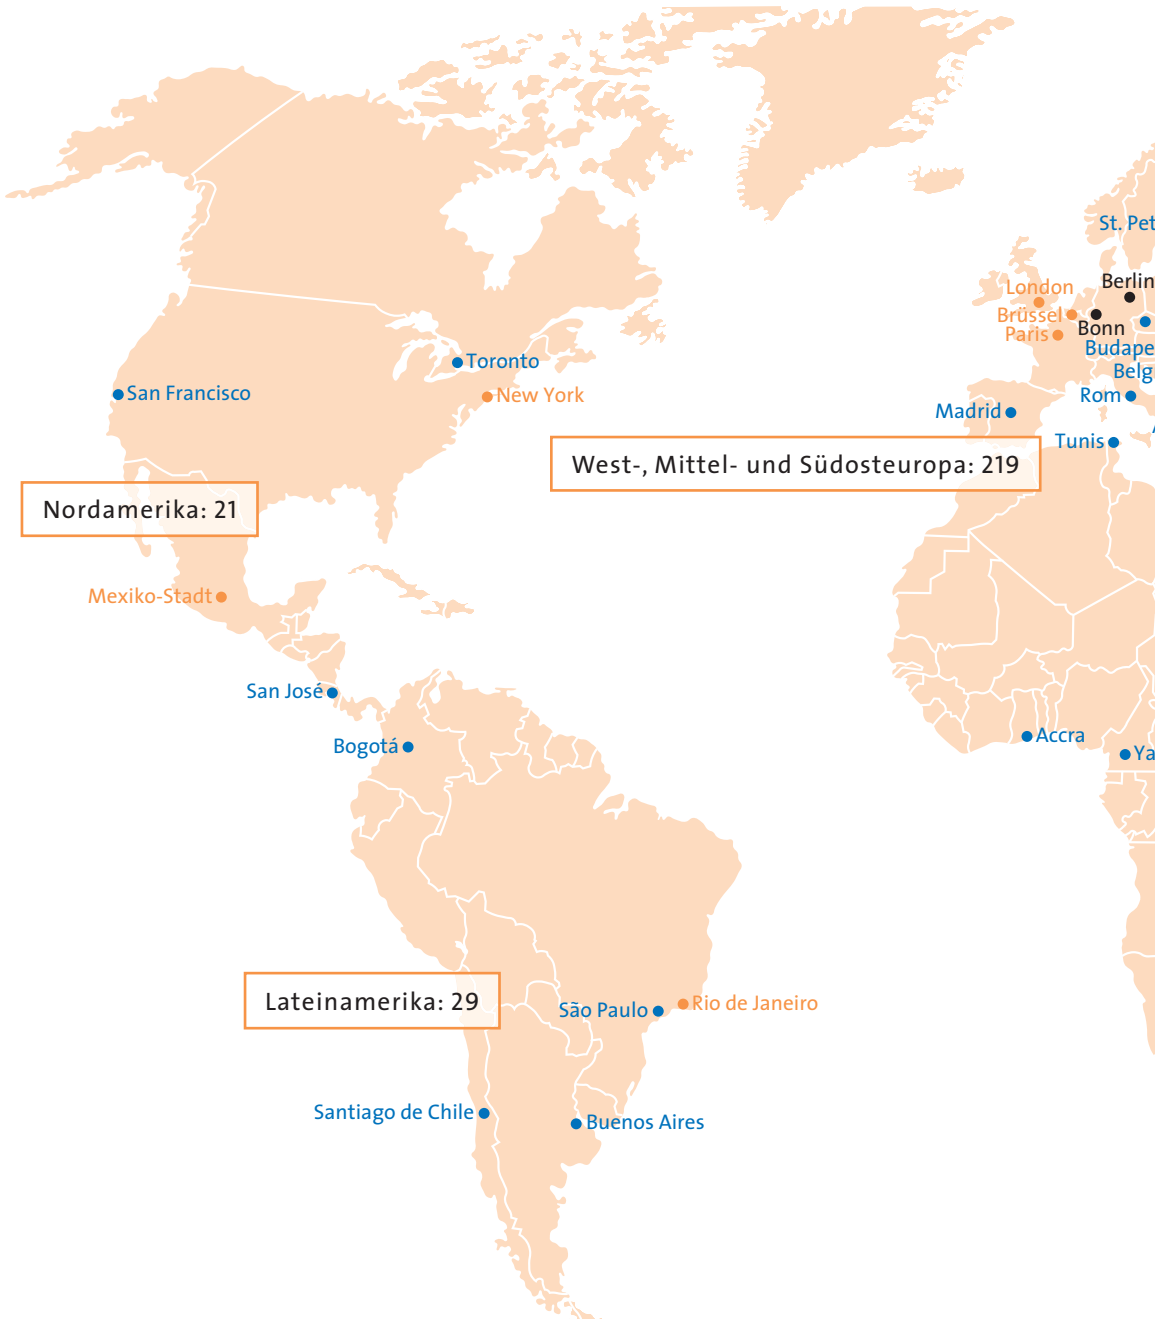 St. Pet
Berlin
London
Brüssel
Bonn
Paris
Budape
Toronto
Belg
San Francisco
New York
Rom
Madrid
Tunis
West-, Mittel- und Südosteuropa: 219
Nordamerika: 21
Mexiko-Stadt
San José
Accra
Bogotá
Ya
Lateinamerika: 29
São Paulo
Rio de Janeiro
Santiago de Chile
Buenos Aires